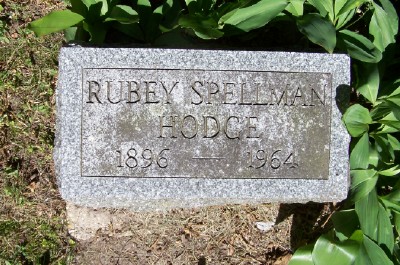 RUBEY SPELLMAN
HODGE
1896 — 1964